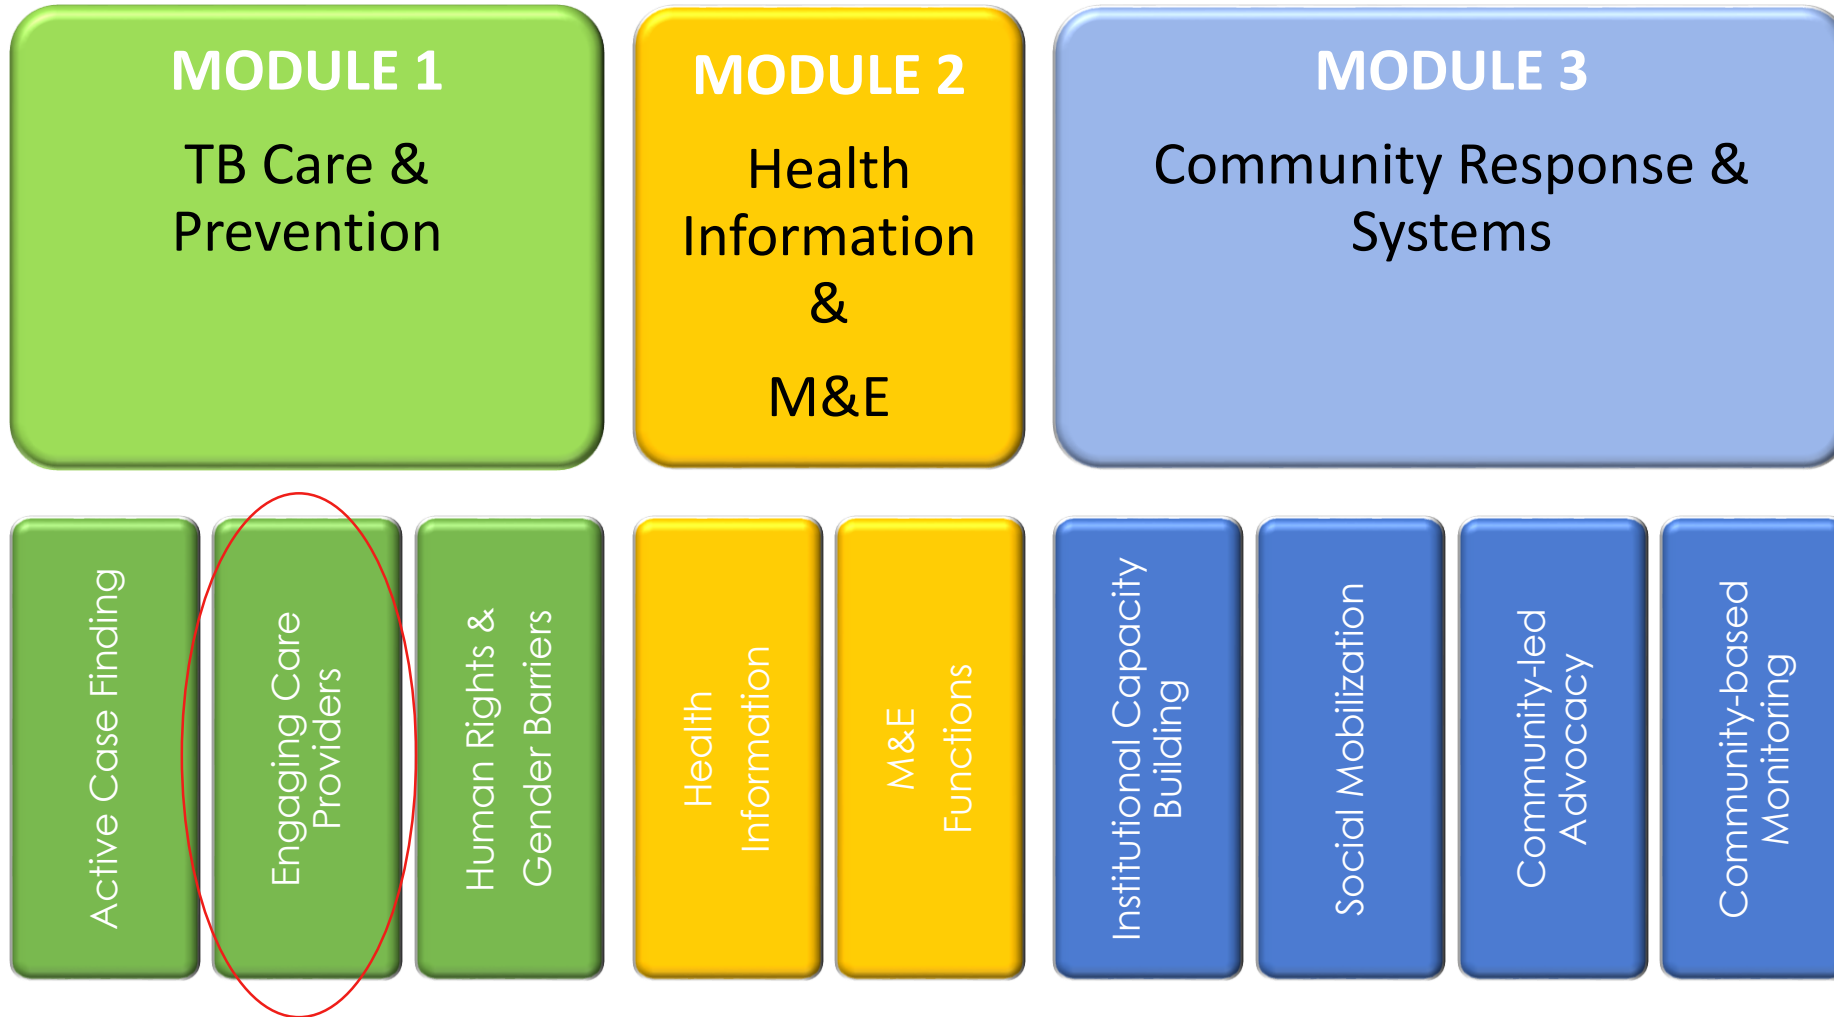 MODULE 1
TB Care &
Prevention
MODULE 2
Health
Information
&
M&E
MODULE 3
Community Response &
Systems
Active Case Finding
Engaging Care
Providers
Human Rights &
Gender Barriers
Health
Information
M&E
Functions
Institutional Capacity
Building
Social Mobilization
Community-led
Advocacy
Community-based
Monitoring